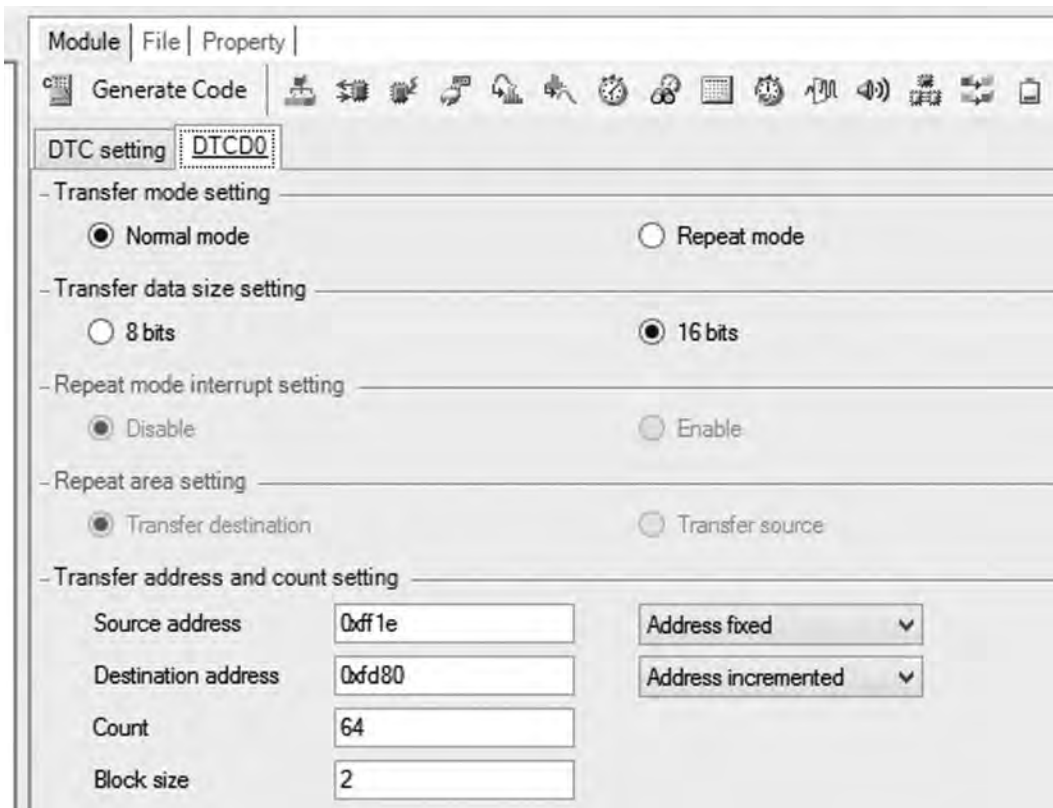 Module File Property
Generate Code
DTC setting DTCD0
Transfer mode setting
Normal mode Repeat mode
Transfer data size setting
8 bits 16 bits
Repeat mode interrupt setting
Disable Enable
Repeat area setting
Transfer destination Transfer source
Transfer address and count setting
Source address 0xff1e Address fixed
Destination address 0xfd80 Address incremented
Count 64
Block size 2